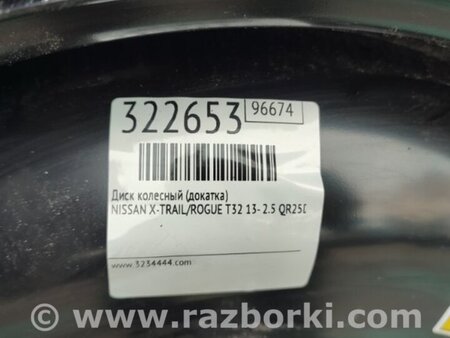 322653 96674
Диск колесный (докатка)
NISSAN X-TRAIL/ROGUE T32 13- 2.5 QR25D
www.3234444.com
© www.razborki.com